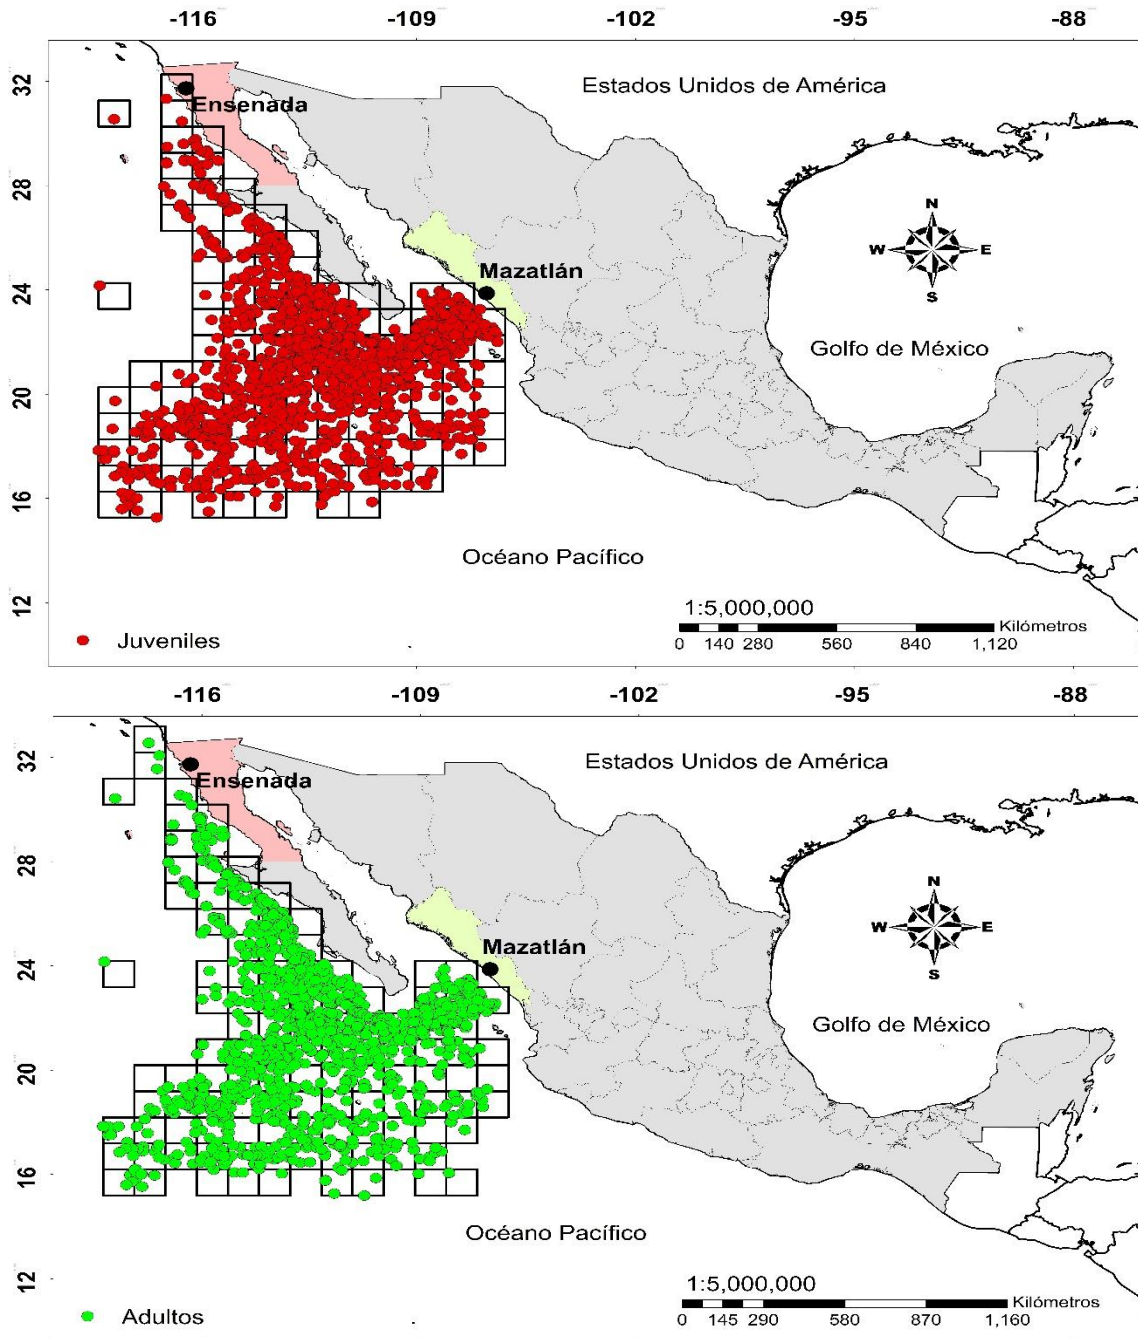 -116 -109 -102 -95 -88
32
Estados Unidos de América
Ensenada
28
N
W E
S
24
Mazatlán
Golfo de México
20
16
Océano Pacífico
12
1:5,000,000
Kilómetros
0 140 280 560 840 1,120
Juveniles
-116 -109 -102 -95 -88
32
Estados Unidos de América
Ensenada
28
N
W E
S
24
Mazatlán
Golfo de México
20
16
Océano Pacífico
12
1:5,000,000
Kilómetros
0 145 290 580 870 1,160
Adultos